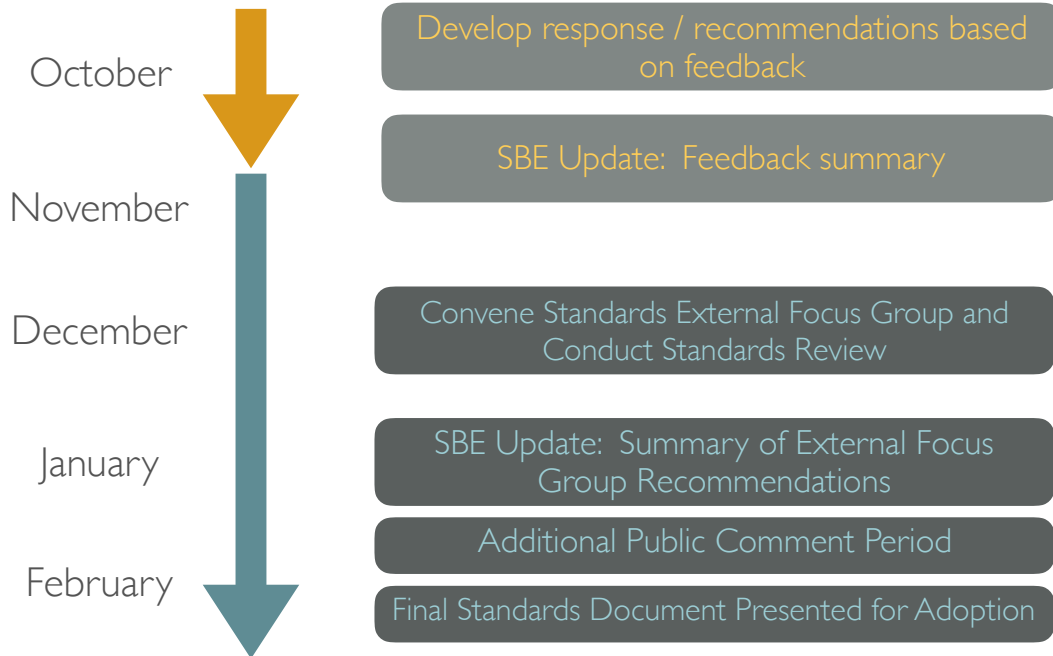 October
Develop response / recommendations based
on feedback
SBE Update:  Feedback summary
November
December
Convene Standards External Focus Group and
Conduct Standards Review
January
SBE Update:  Summary of External Focus
Group Recommendations
Additional Public Comment Period
February
Final Standards Document Presented for Adoption